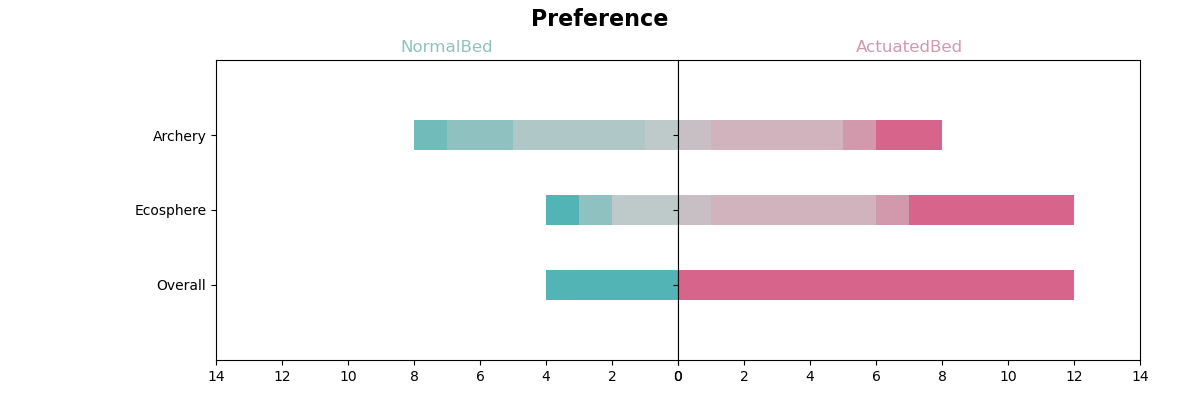 Preference
NormalBed ActuatedBed
Archery
Ecosphere
Overall
14 12 10 8 6 4 2 0 0 2 4 6 8 10 12 14